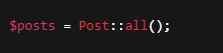 $posts = Post::all();